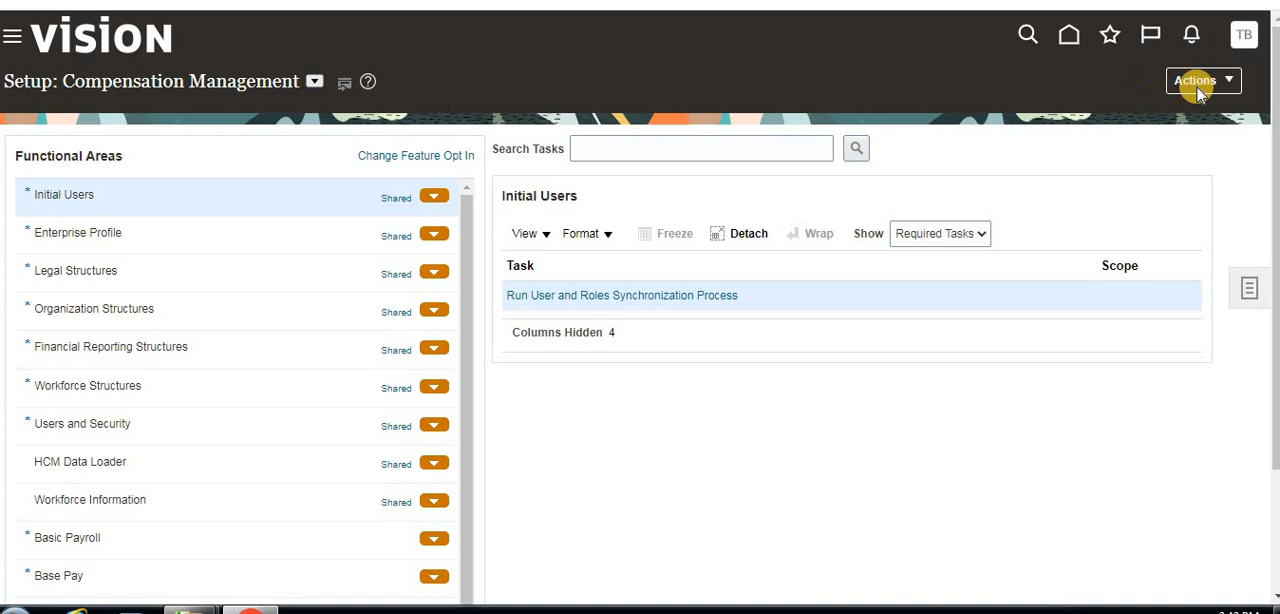 vision
TB
Setup: Compensation Management
Actions
Functional Areas
Change Feature Opt In
* Initial Users Shared
* Enterprise Profile Shared
* Legal Structures Shared
* Organization Structures Shared
* Financial Reporting Structures Shared
* Workforce Structures Shared
* Users and Security Shared
HCM Data Loader Shared
Workforce Information Shared
* Basic Payroll
* Base Pay
Search Tasks
Initial Users
View Format Freeze Detach Wrap Show Required Tasks
Task Scope
Run User and Roles Synchronization Process
Columns Hidden 4